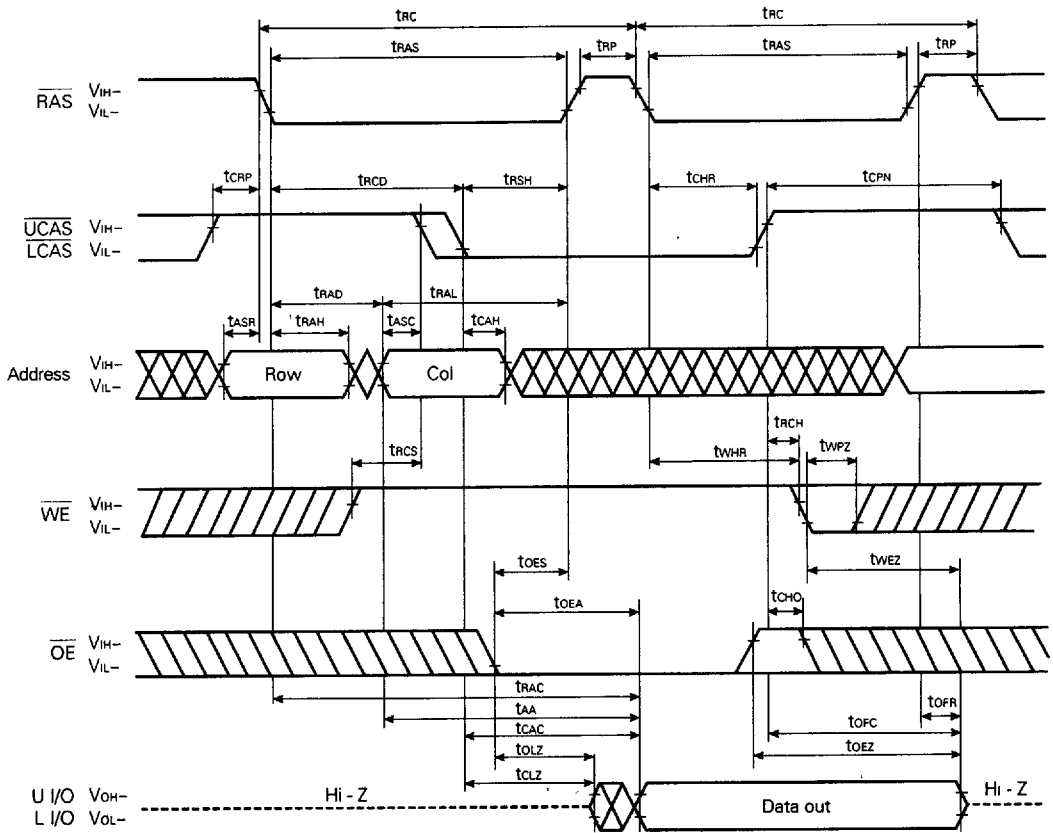 tRC tRC
tRAS tRP tRAS tRP
RAS VIH–
VIL–
tCRP tRCD tRSH tCHR tCPN
UCAS VIH–
LCAS VIL–
tRAD tRAL
tASR tRAH tASC tCAH
Address VIH–
VIL–
Row Col
tRCH
tRCS tWHR tWPZ
WE VIH–
VIL–
tOES tWEZ
tOEA tCHO
OE VIH–
VIL–
tRAC
tAA tOFR
tCAC tOFC
tOLZ tOEZ
tCLZ
U I/O VOH–
L I/O VOL–
Hi - Z Data out Hi - Z